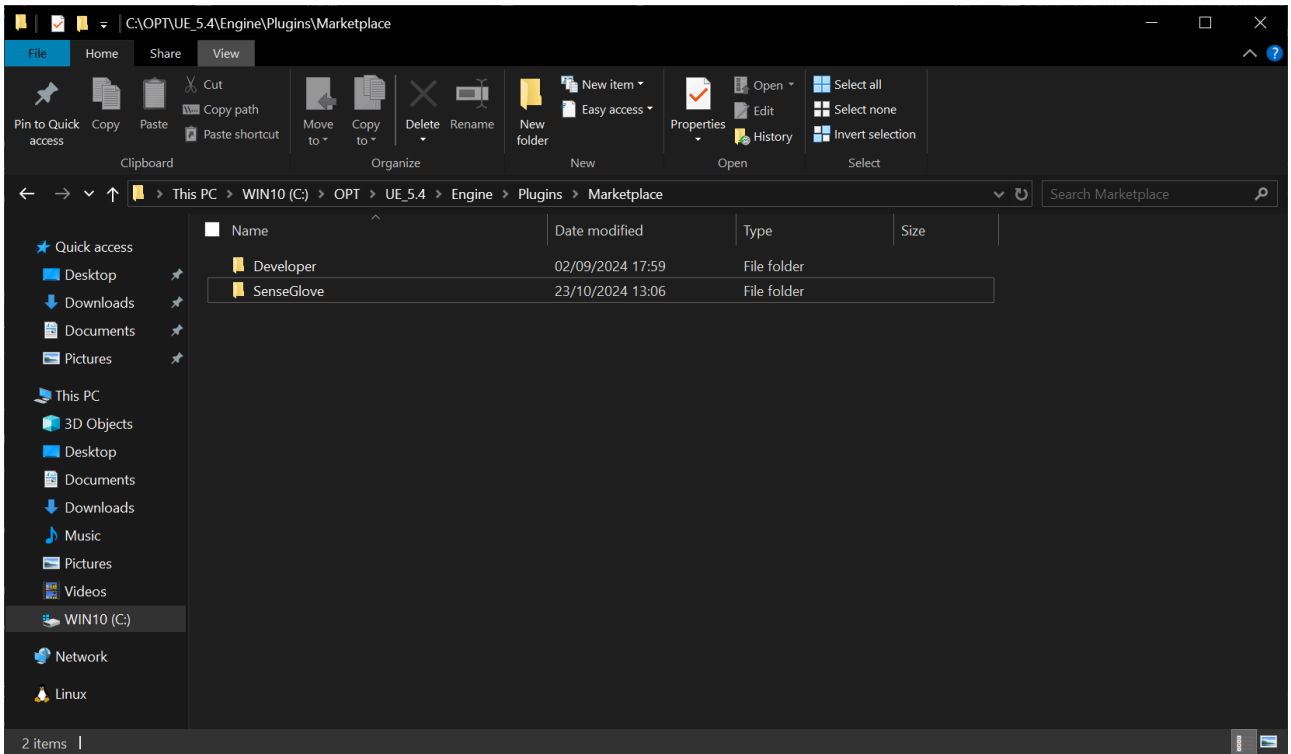 C:\OPT\UE_5.4\Engine\Plugins\Marketplace
File Home Share View
Pin to Quick access
Copy
Paste
Cut
Copy path
Paste shortcut
Clipboard
Move to
Copy to
Delete
Rename
Organize
New folder
New item
Easy access
New
Properties
Open
Edit
History
Open
Select all
Select none
Invert selection
Select
This PC > WIN10 (C:) > OPT > UE_5.4 > Engine > Plugins > Marketplace
Search Marketplace
Name Date modified Type Size
Developer 02/09/2024 17:59 File folder
SenseGlove 23/10/2024 13:06 File folder
Quick access
Desktop
Downloads
Documents
Pictures
This PC
3D Objects
Desktop
Documents
Downloads
Music
Pictures
Videos
WIN10 (C:)
Network
Linux
2 items